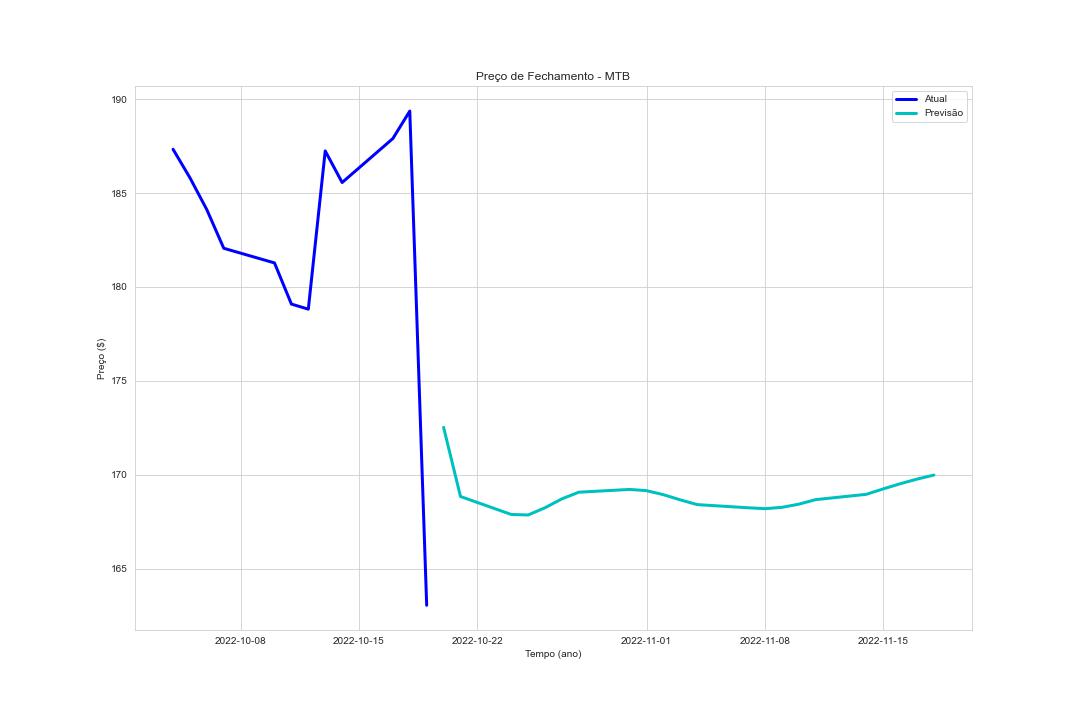 Preço de Fechamento - MTB
Atual
Previsão
190
185
180
175
170
165
Preço ($)
2022-10-08
2022-10-15
2022-10-22
2022-11-01
2022-11-08
2022-11-15
Tempo (ano)